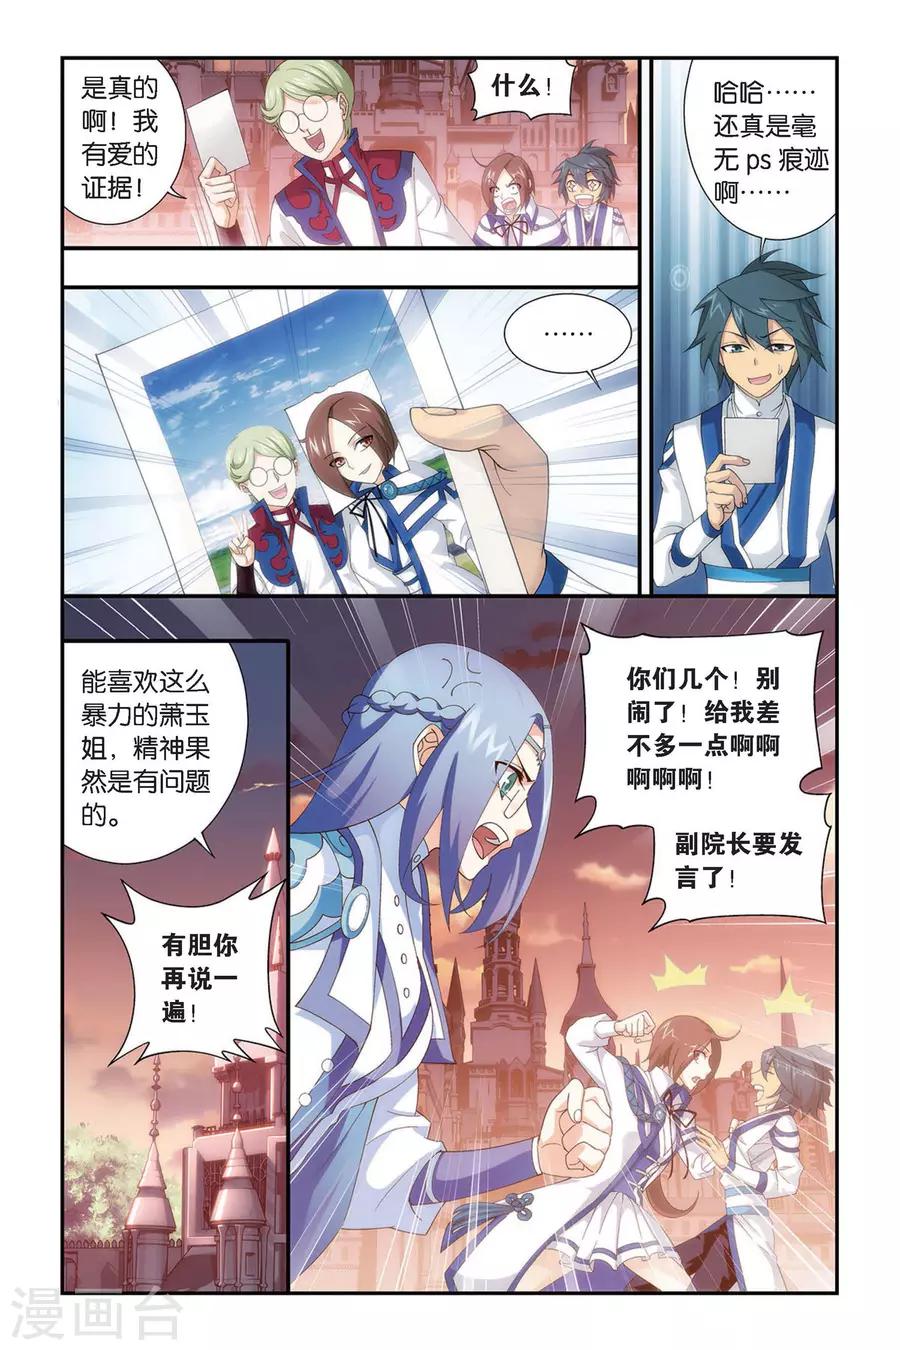 是真的
啊！我
有爱的
证据！
什么！
哈哈……
还真是毫
无 ps 痕迹
啊……
……
你们几个！别
闹了！给我差
不多一点啊啊
啊啊啊！
副院长要发
言了！
能喜欢这么
暴力的萧玉
姐，精神果
然是有问题
的。
有胆你
再说一
遍！
漫画台